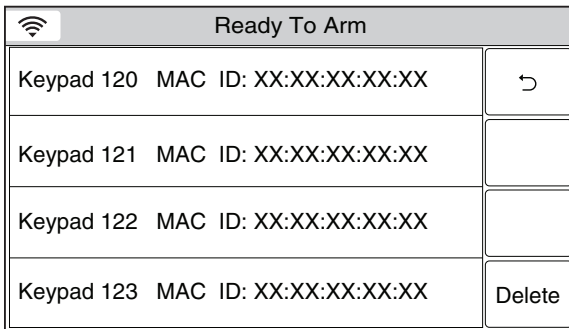 Ready To Arm
Keypad 120 MAC ID: XX:XX:XX:XX:XX
Keypad 121 MAC ID: XX:XX:XX:XX:XX
Keypad 122 MAC ID: XX:XX:XX:XX:XX
Keypad 123 MAC ID: XX:XX:XX:XX:XX
Delete